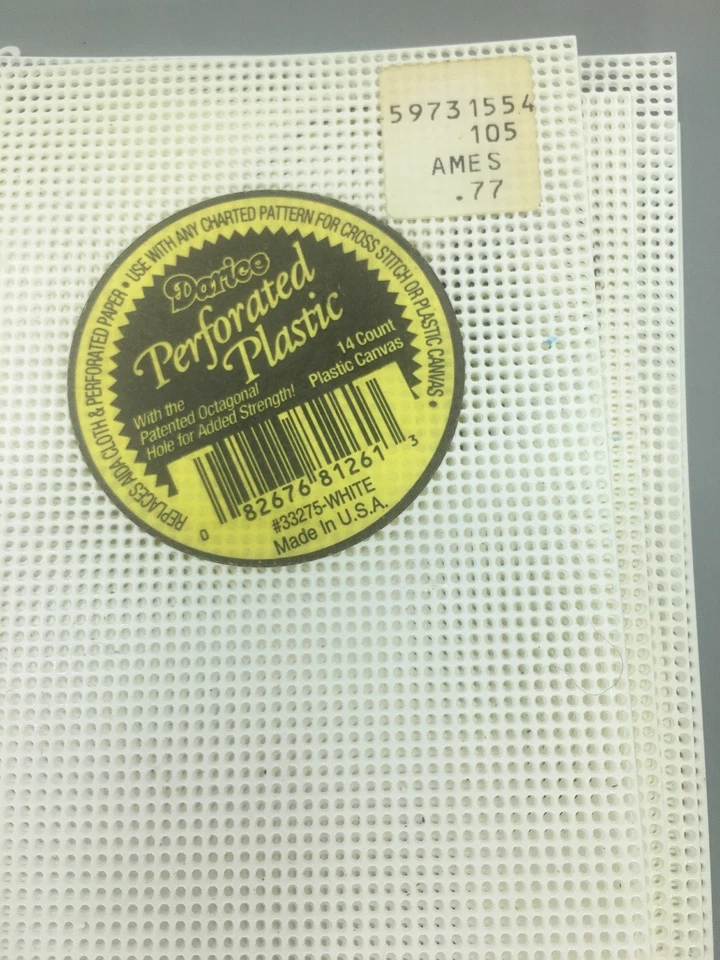 59731554
105
AMES
.77
REPLACES AIDA CLOTH & PERFORATED PAPER • USE WITH ANY CHARTED PATTERN FOR CROSS STITCH OR PLASTIC CANVAS •
Darice
Perforated
Plastic
14 Count
Plastic Canvas
With the
Patented Octagonal
Hole for Added Strength!
0 82676 81261 3
#33275-WHITE
Made In U.S.A.